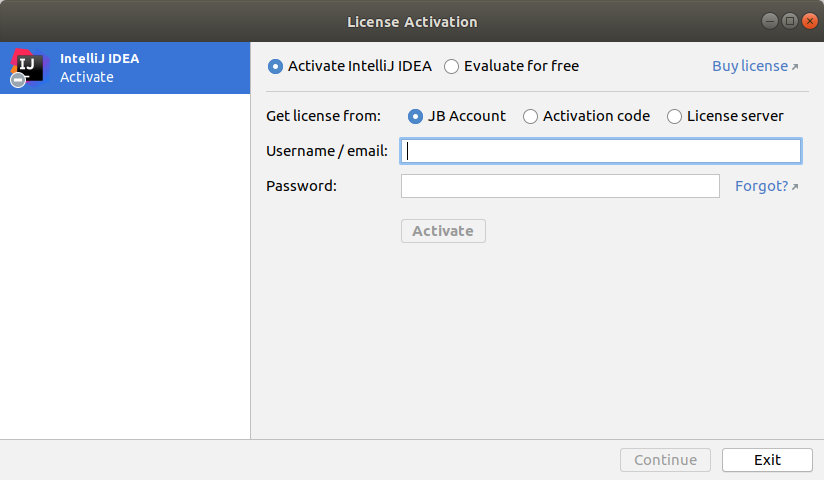 License Activation
IJ
IntelliJ IDEA
Activate
Activate IntelliJ IDEA Evaluate for free Buy license
Get license from: JB Account Activation code License server
Username / email:
Password: Forgot?
Activate
Continue Exit